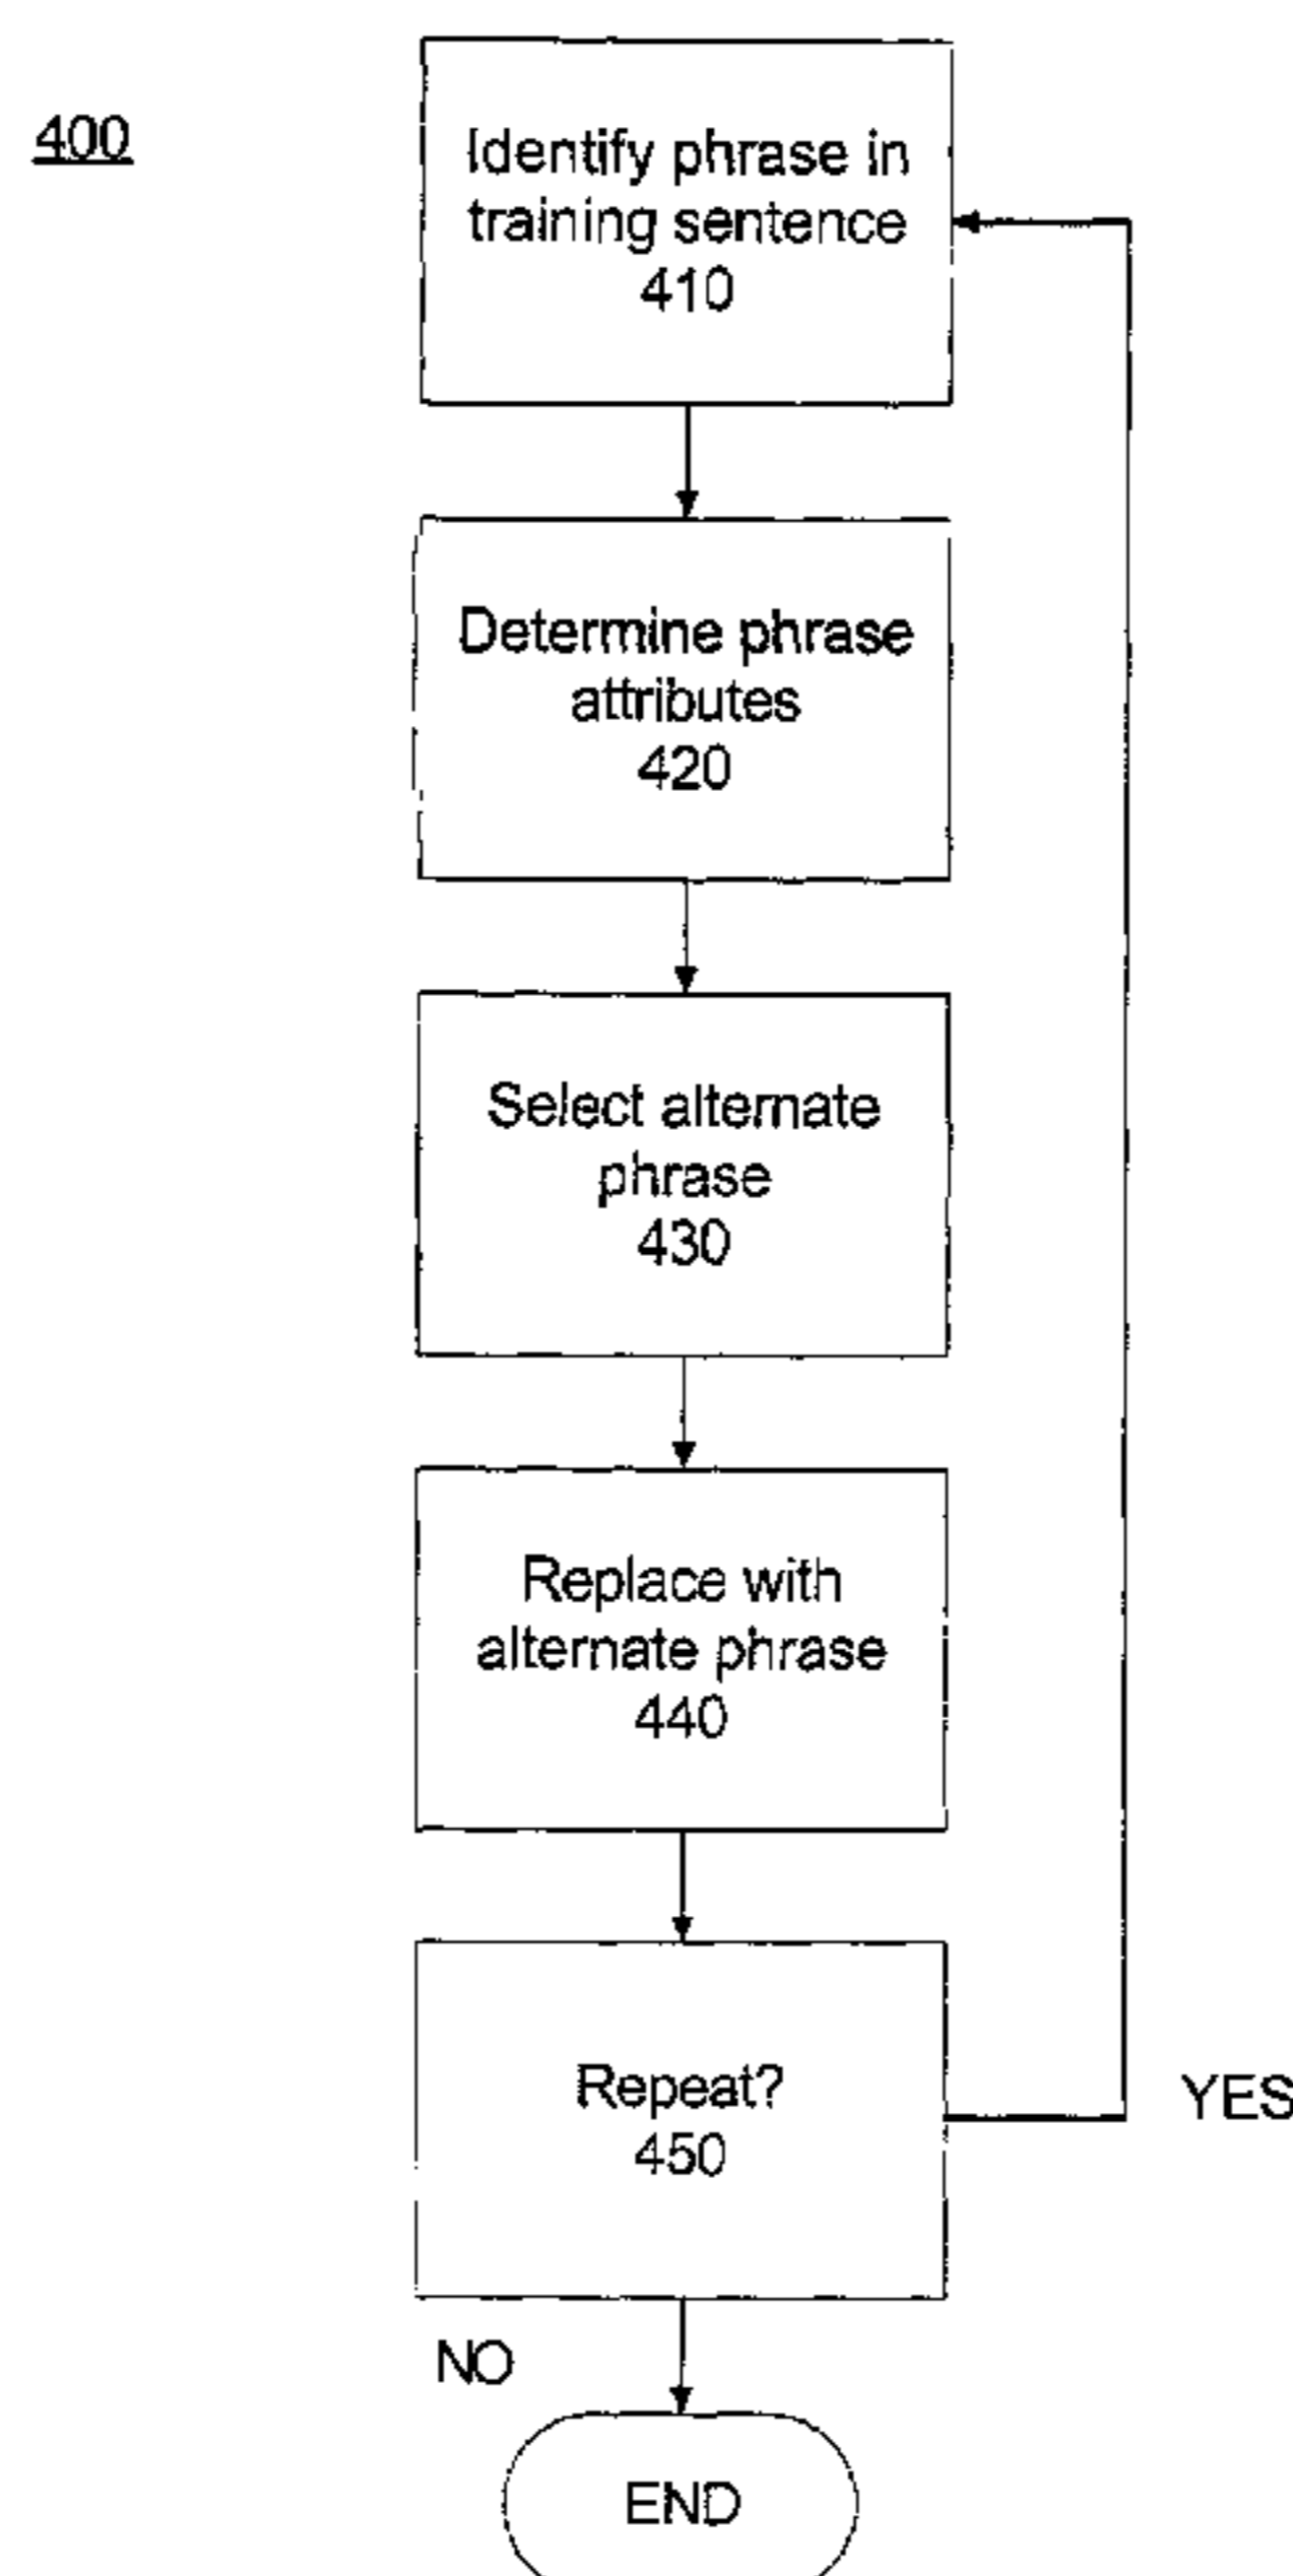 400
Identify phrase in
training sentence
410
Determine phrase
attributes
420
Select alternate
phrase
430
Replace with
alternate phrase
440
Repeat?
450
YES
NO
END